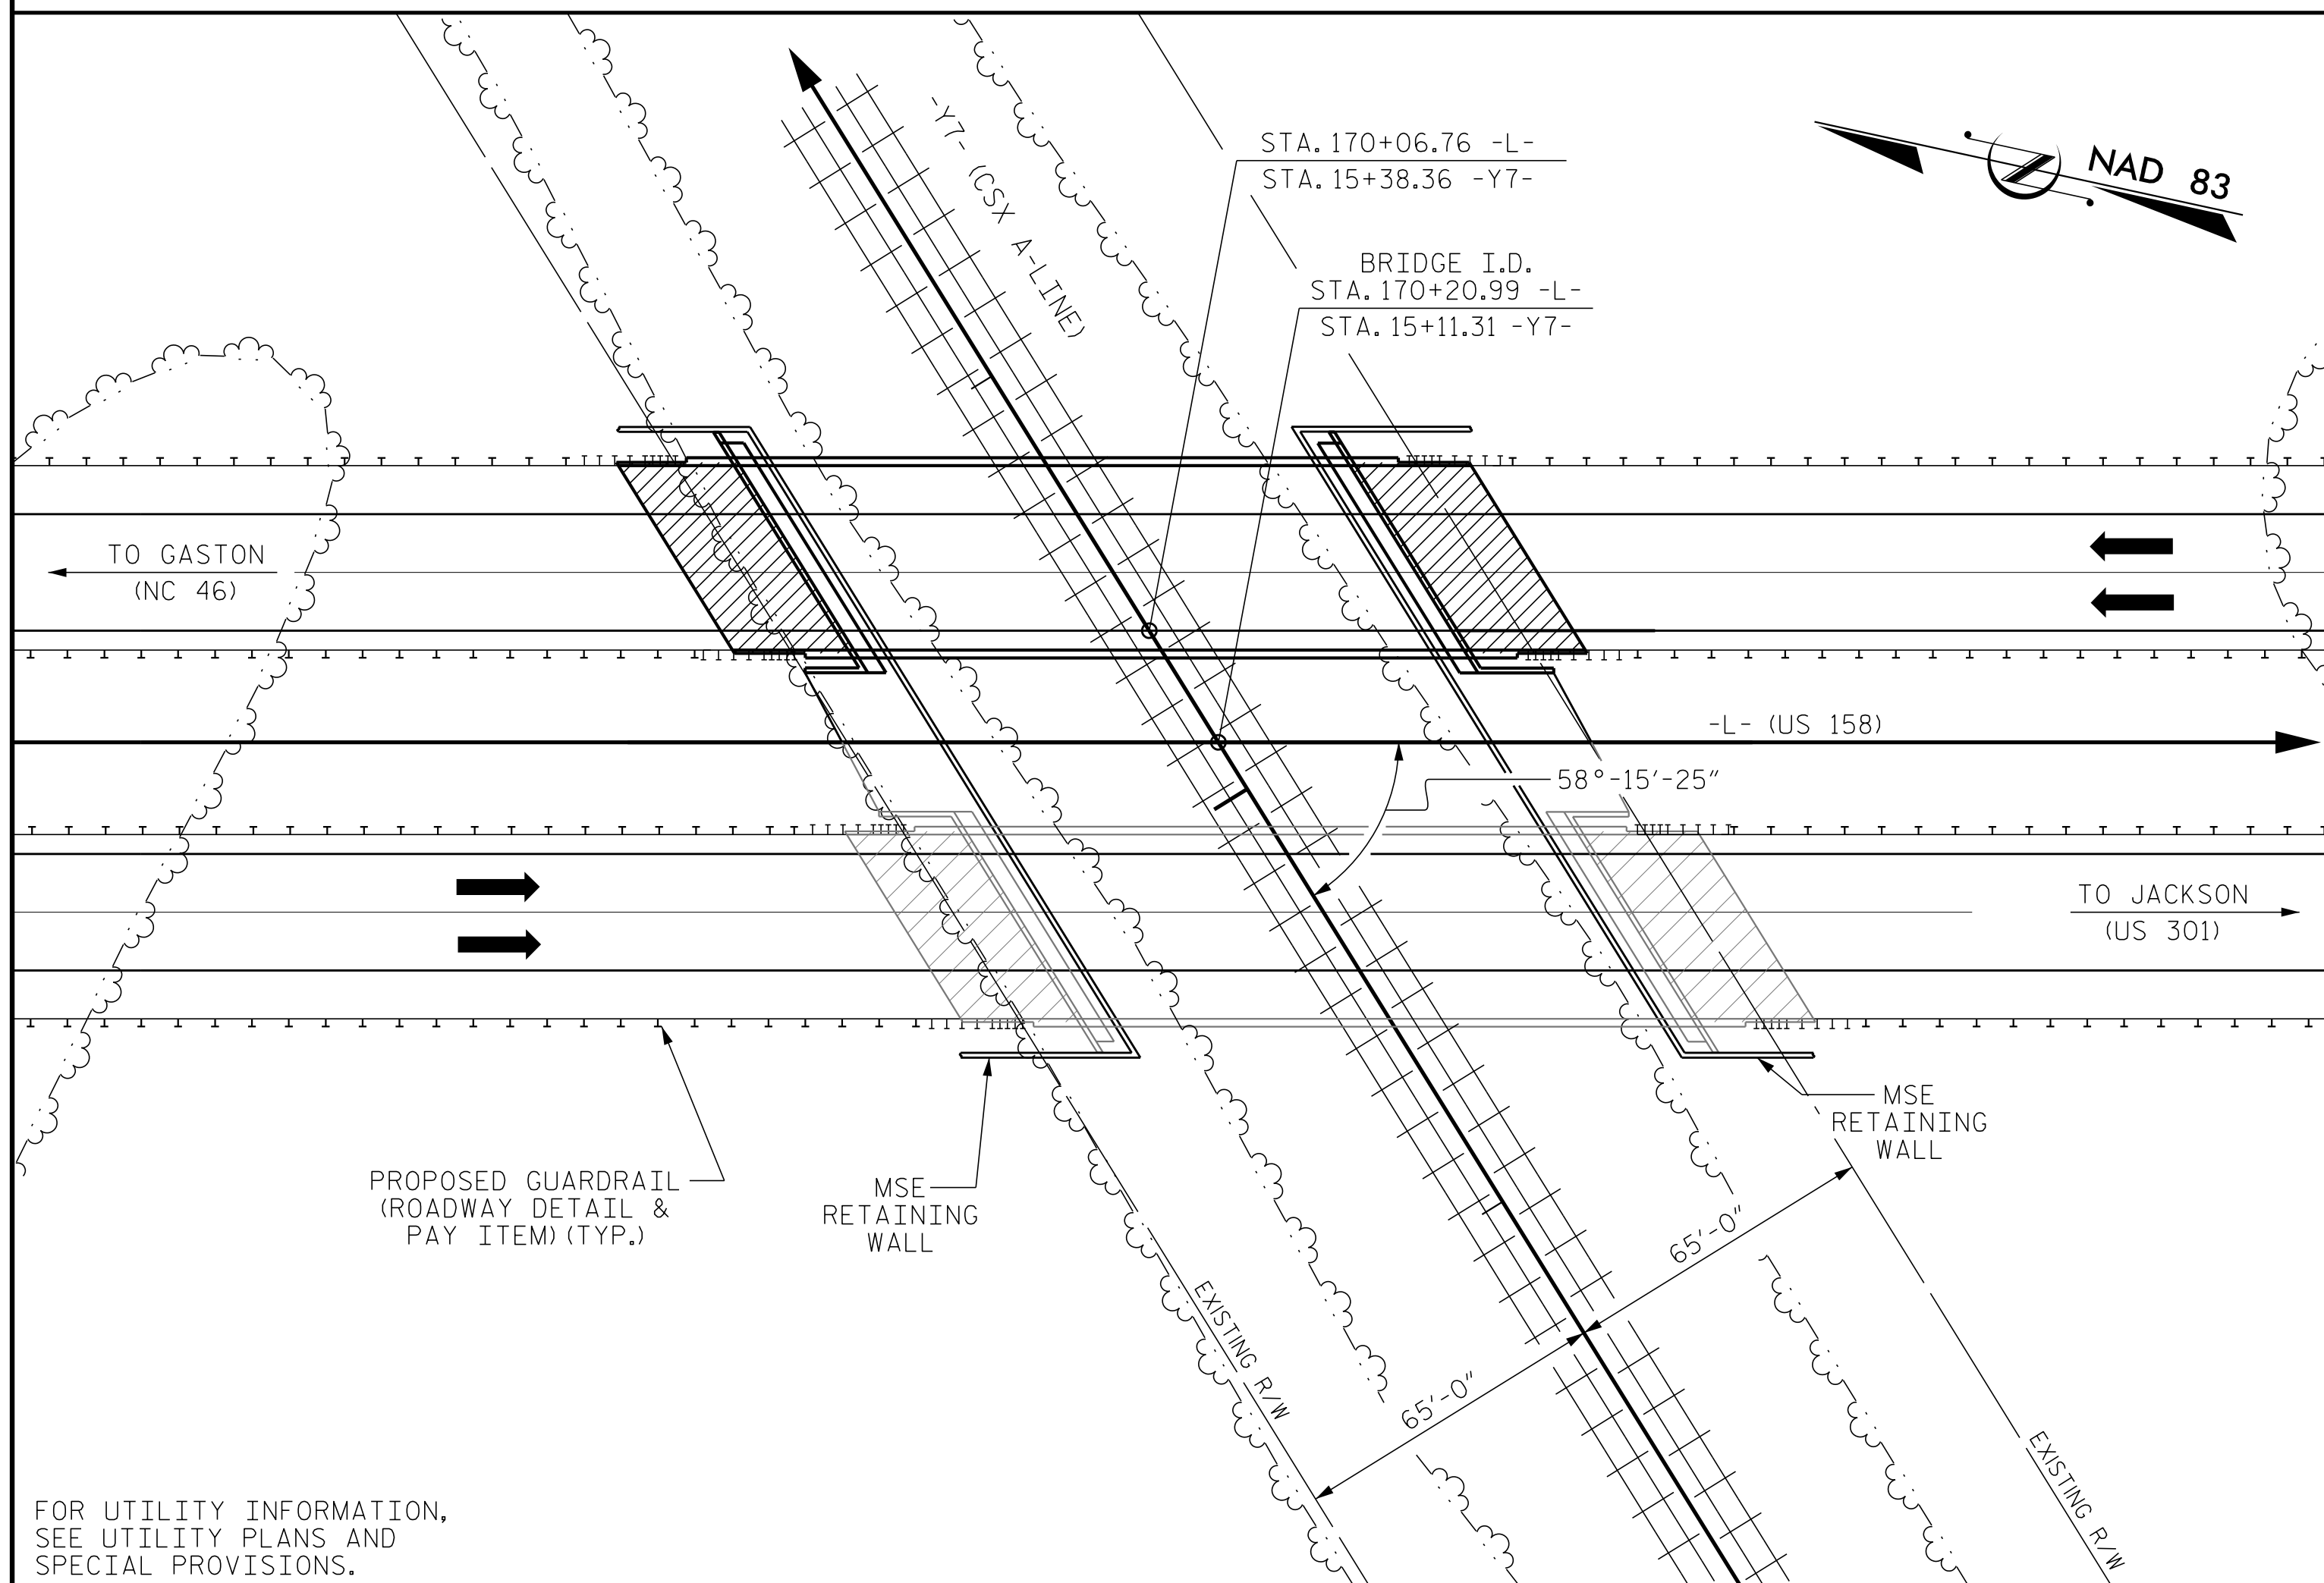 -Y7- (CSX A-LINE)
STA. 170+06.76 -L-
STA. 15+38.36 -Y7-
NAD 83
BRIDGE I.D.
STA. 170+20.99 -L-
STA. 15+11.31 -Y7-
TO GASTON
(NC 46)
-L- (US 158)
58°-15'-25"
TO JACKSON
(US 301)
MSE
RETAINING
WALL
PROPOSED GUARDRAIL
(ROADWAY DETAIL &
PAY ITEM) (TYP.)
MSE
RETAINING
WALL
65'-0"
65'-0"
EXISTING R/W
EXISTING R/W
FOR UTILITY INFORMATION,
SEE UTILITY PLANS AND
SPECIAL PROVISIONS.